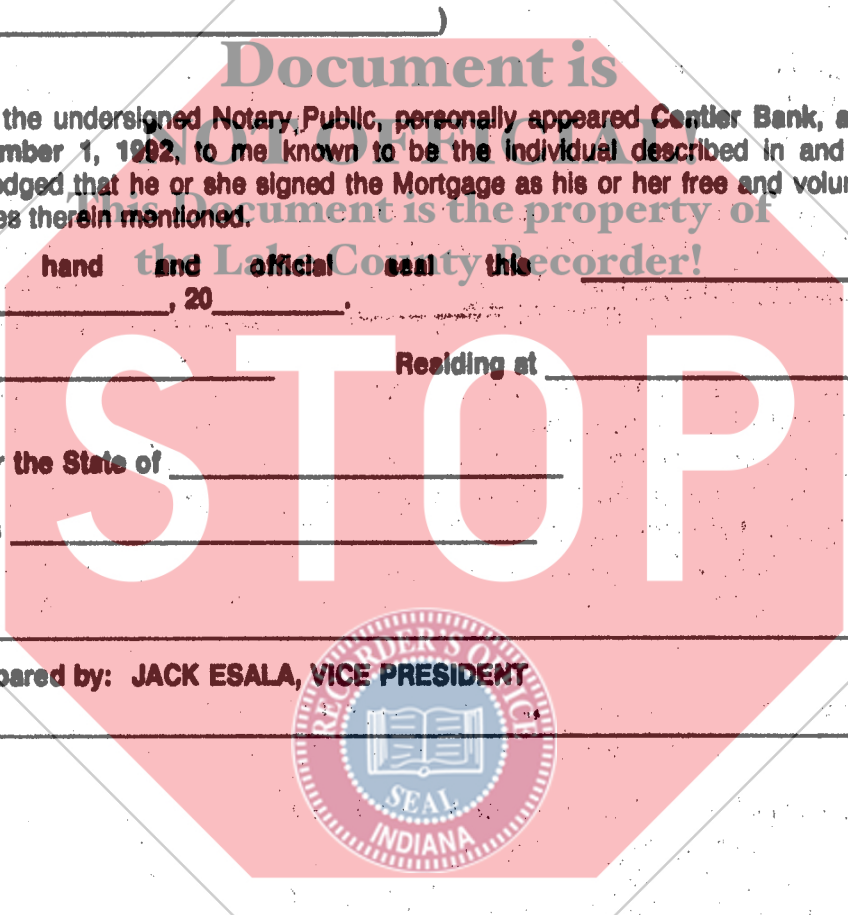 )
Document is
the undersigned Notary Public, personally appeared Centier Bank, a
NOT OFFICIAL!
mber 1, 1992, to me known to be the individual described in and
edged that he or she signed the Mortgage as his or her free and volun
es therein mentioned.
This Document is the property of
the Lake County Recorder!
hand and official seal this
, 20 .
Residing at
STOP
r the State of
pared by: JACK ESALA, VICE PRESIDENT
RECORDER'S OFFICE
SEAL
INDIANA